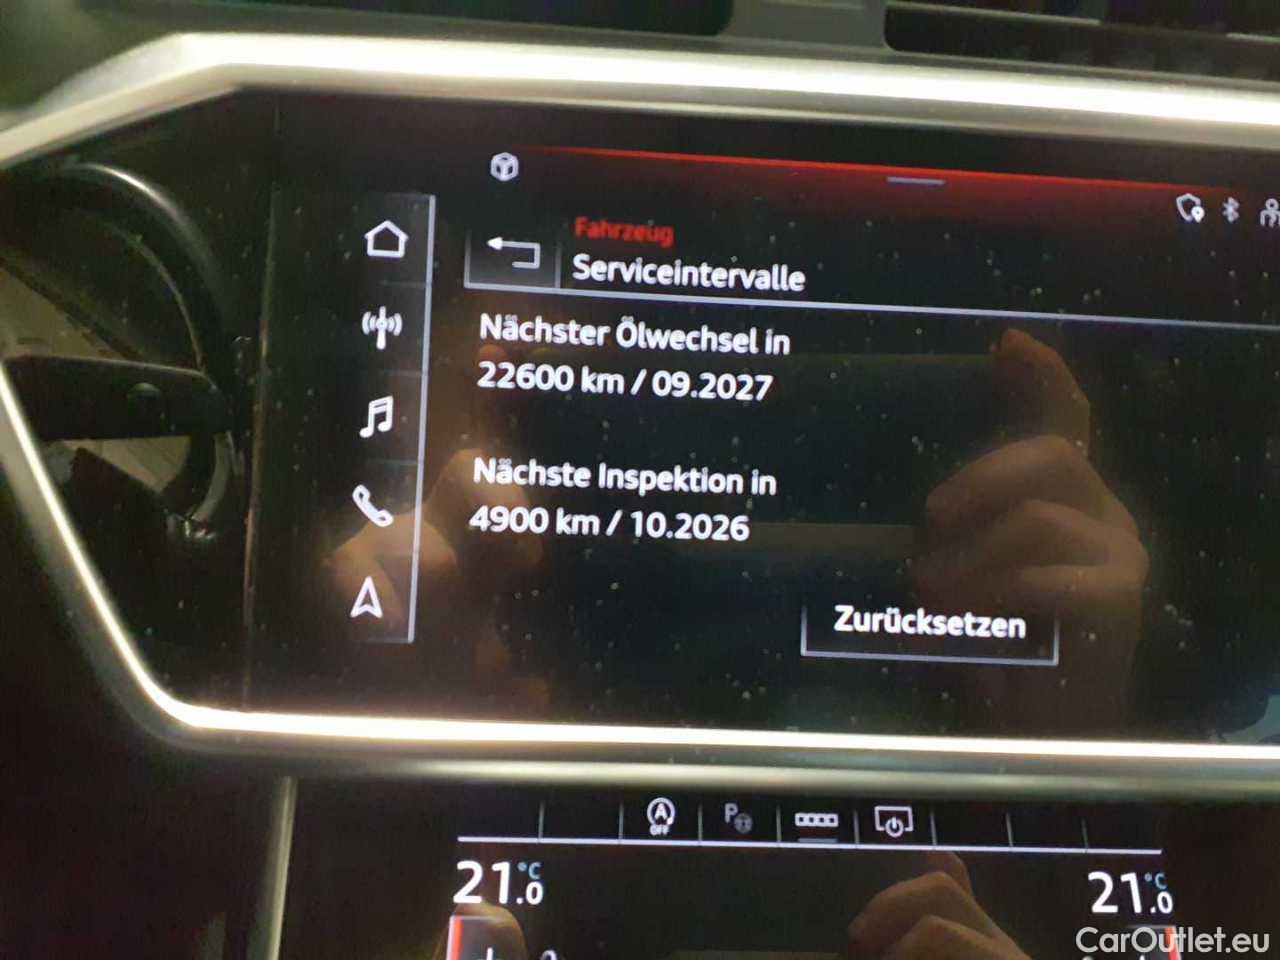 Fahrzeug
Serviceintervalle
Nächster Ölwechsel in
22600 km / 09.2027
Nächste Inspektion in
4900 km / 10.2026
Zurücksetzen
A
OFF
P
21.0 °C
21.0 °C
CarOutlet.eu